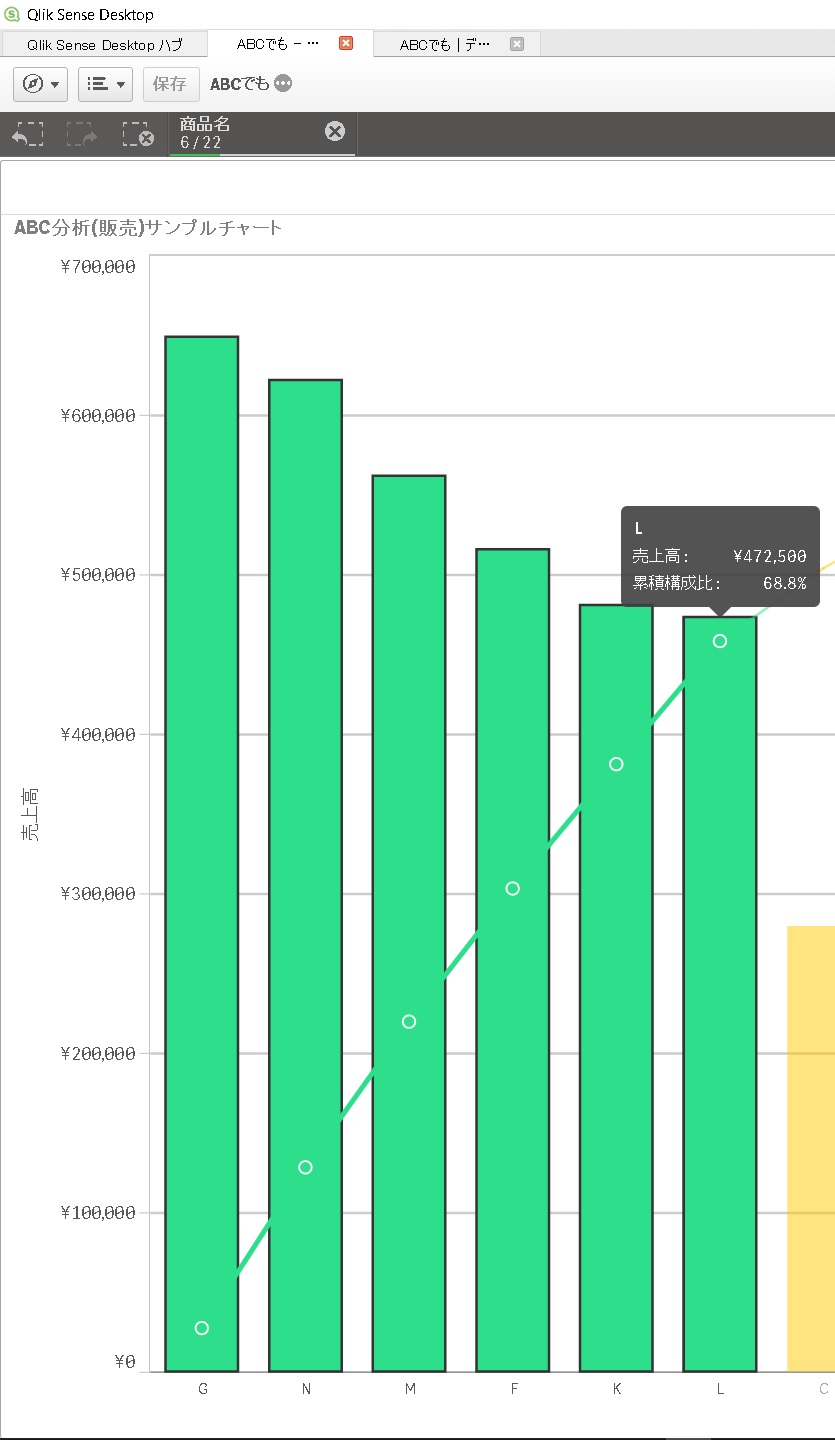 Qlik Sense Desktop
Qlik Sense Desktop ハブ
ABCでも - …
ABCでも | デ…
保存
ABCでも
商品名
6 / 22
ABC分析(販売)サンプルチャート
¥700,000
¥600,000
¥500,000
¥400,000
¥300,000
¥200,000
¥100,000
¥0
売上高
L
売上高: ¥472,500
累積構成比: 68.8%
G N M F K L C